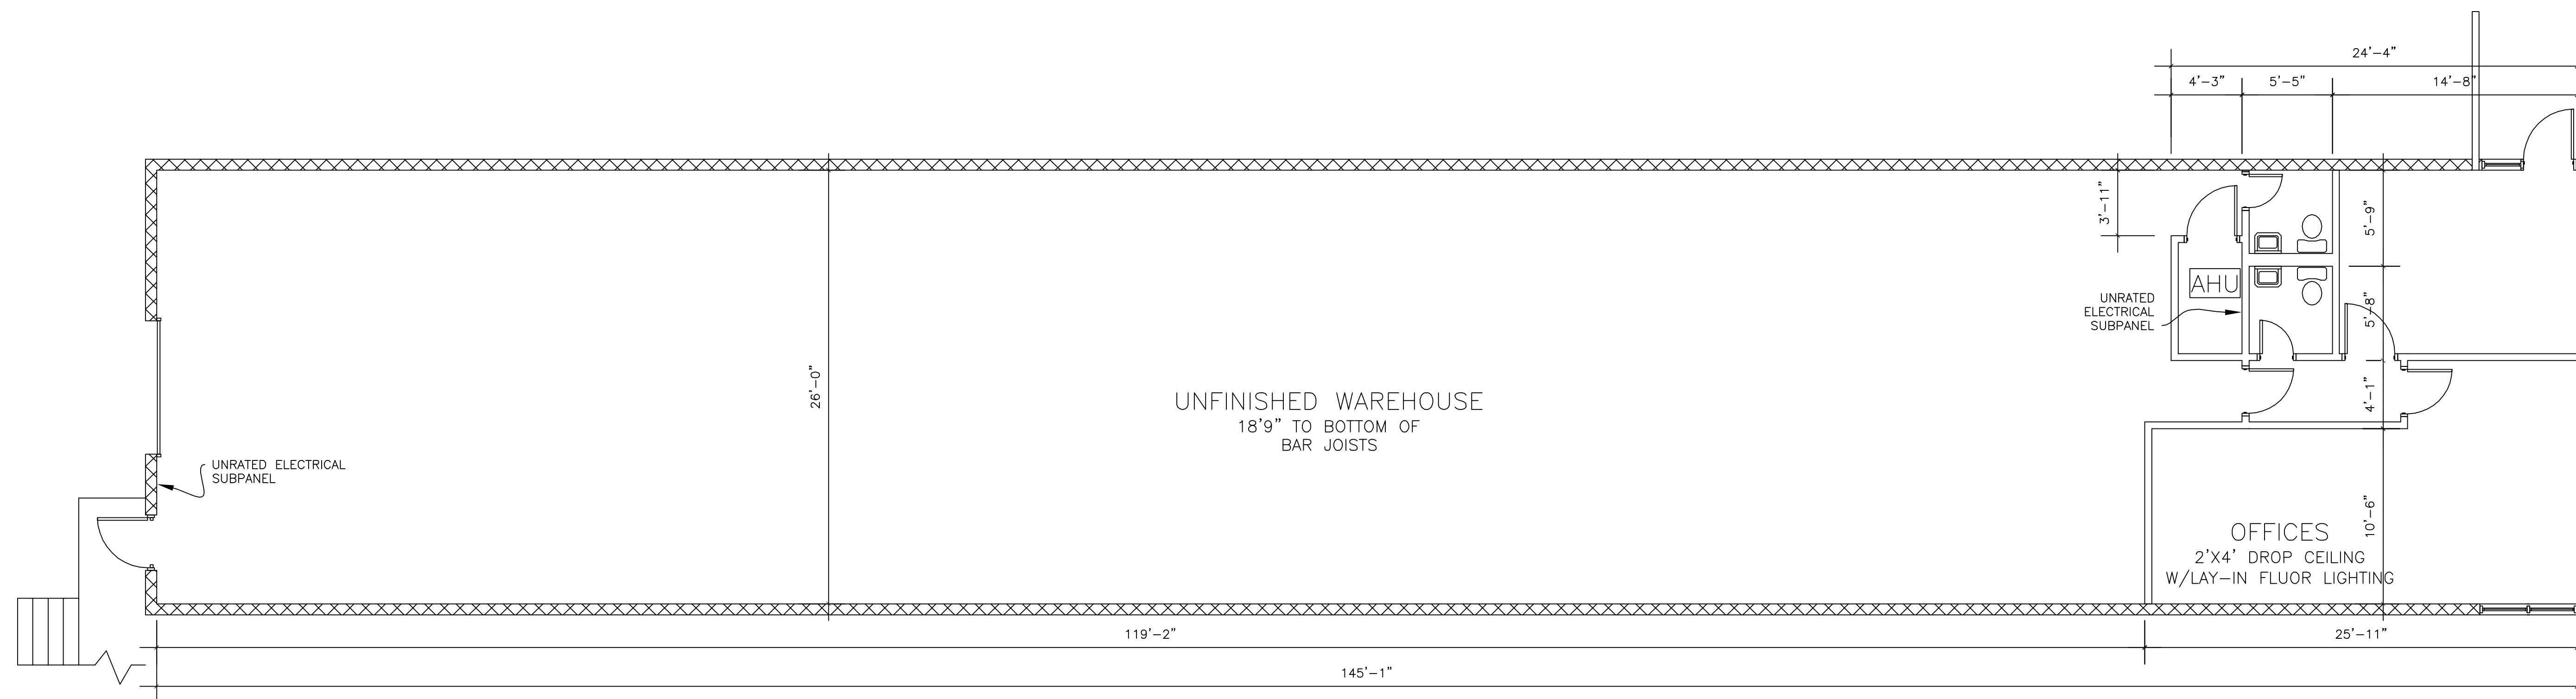 24'-4"
4'-3"
5'-5"
14'-8"
3'-11"
5'-9"
AHU
UNRATED
ELECTRICAL
SUBPANEL
5'-8"
26'-0"
UNFINISHED WAREHOUSE
18'9" TO BOTTOM OF
BAR JOISTS
4'-1"
UNRATED ELECTRICAL
SUBPANEL
10'-6"
OFFICES
2'X4' DROP CEILING
W/LAY-IN FLUOR LIGHTING
119'-2"
25'-11"
145'-1"